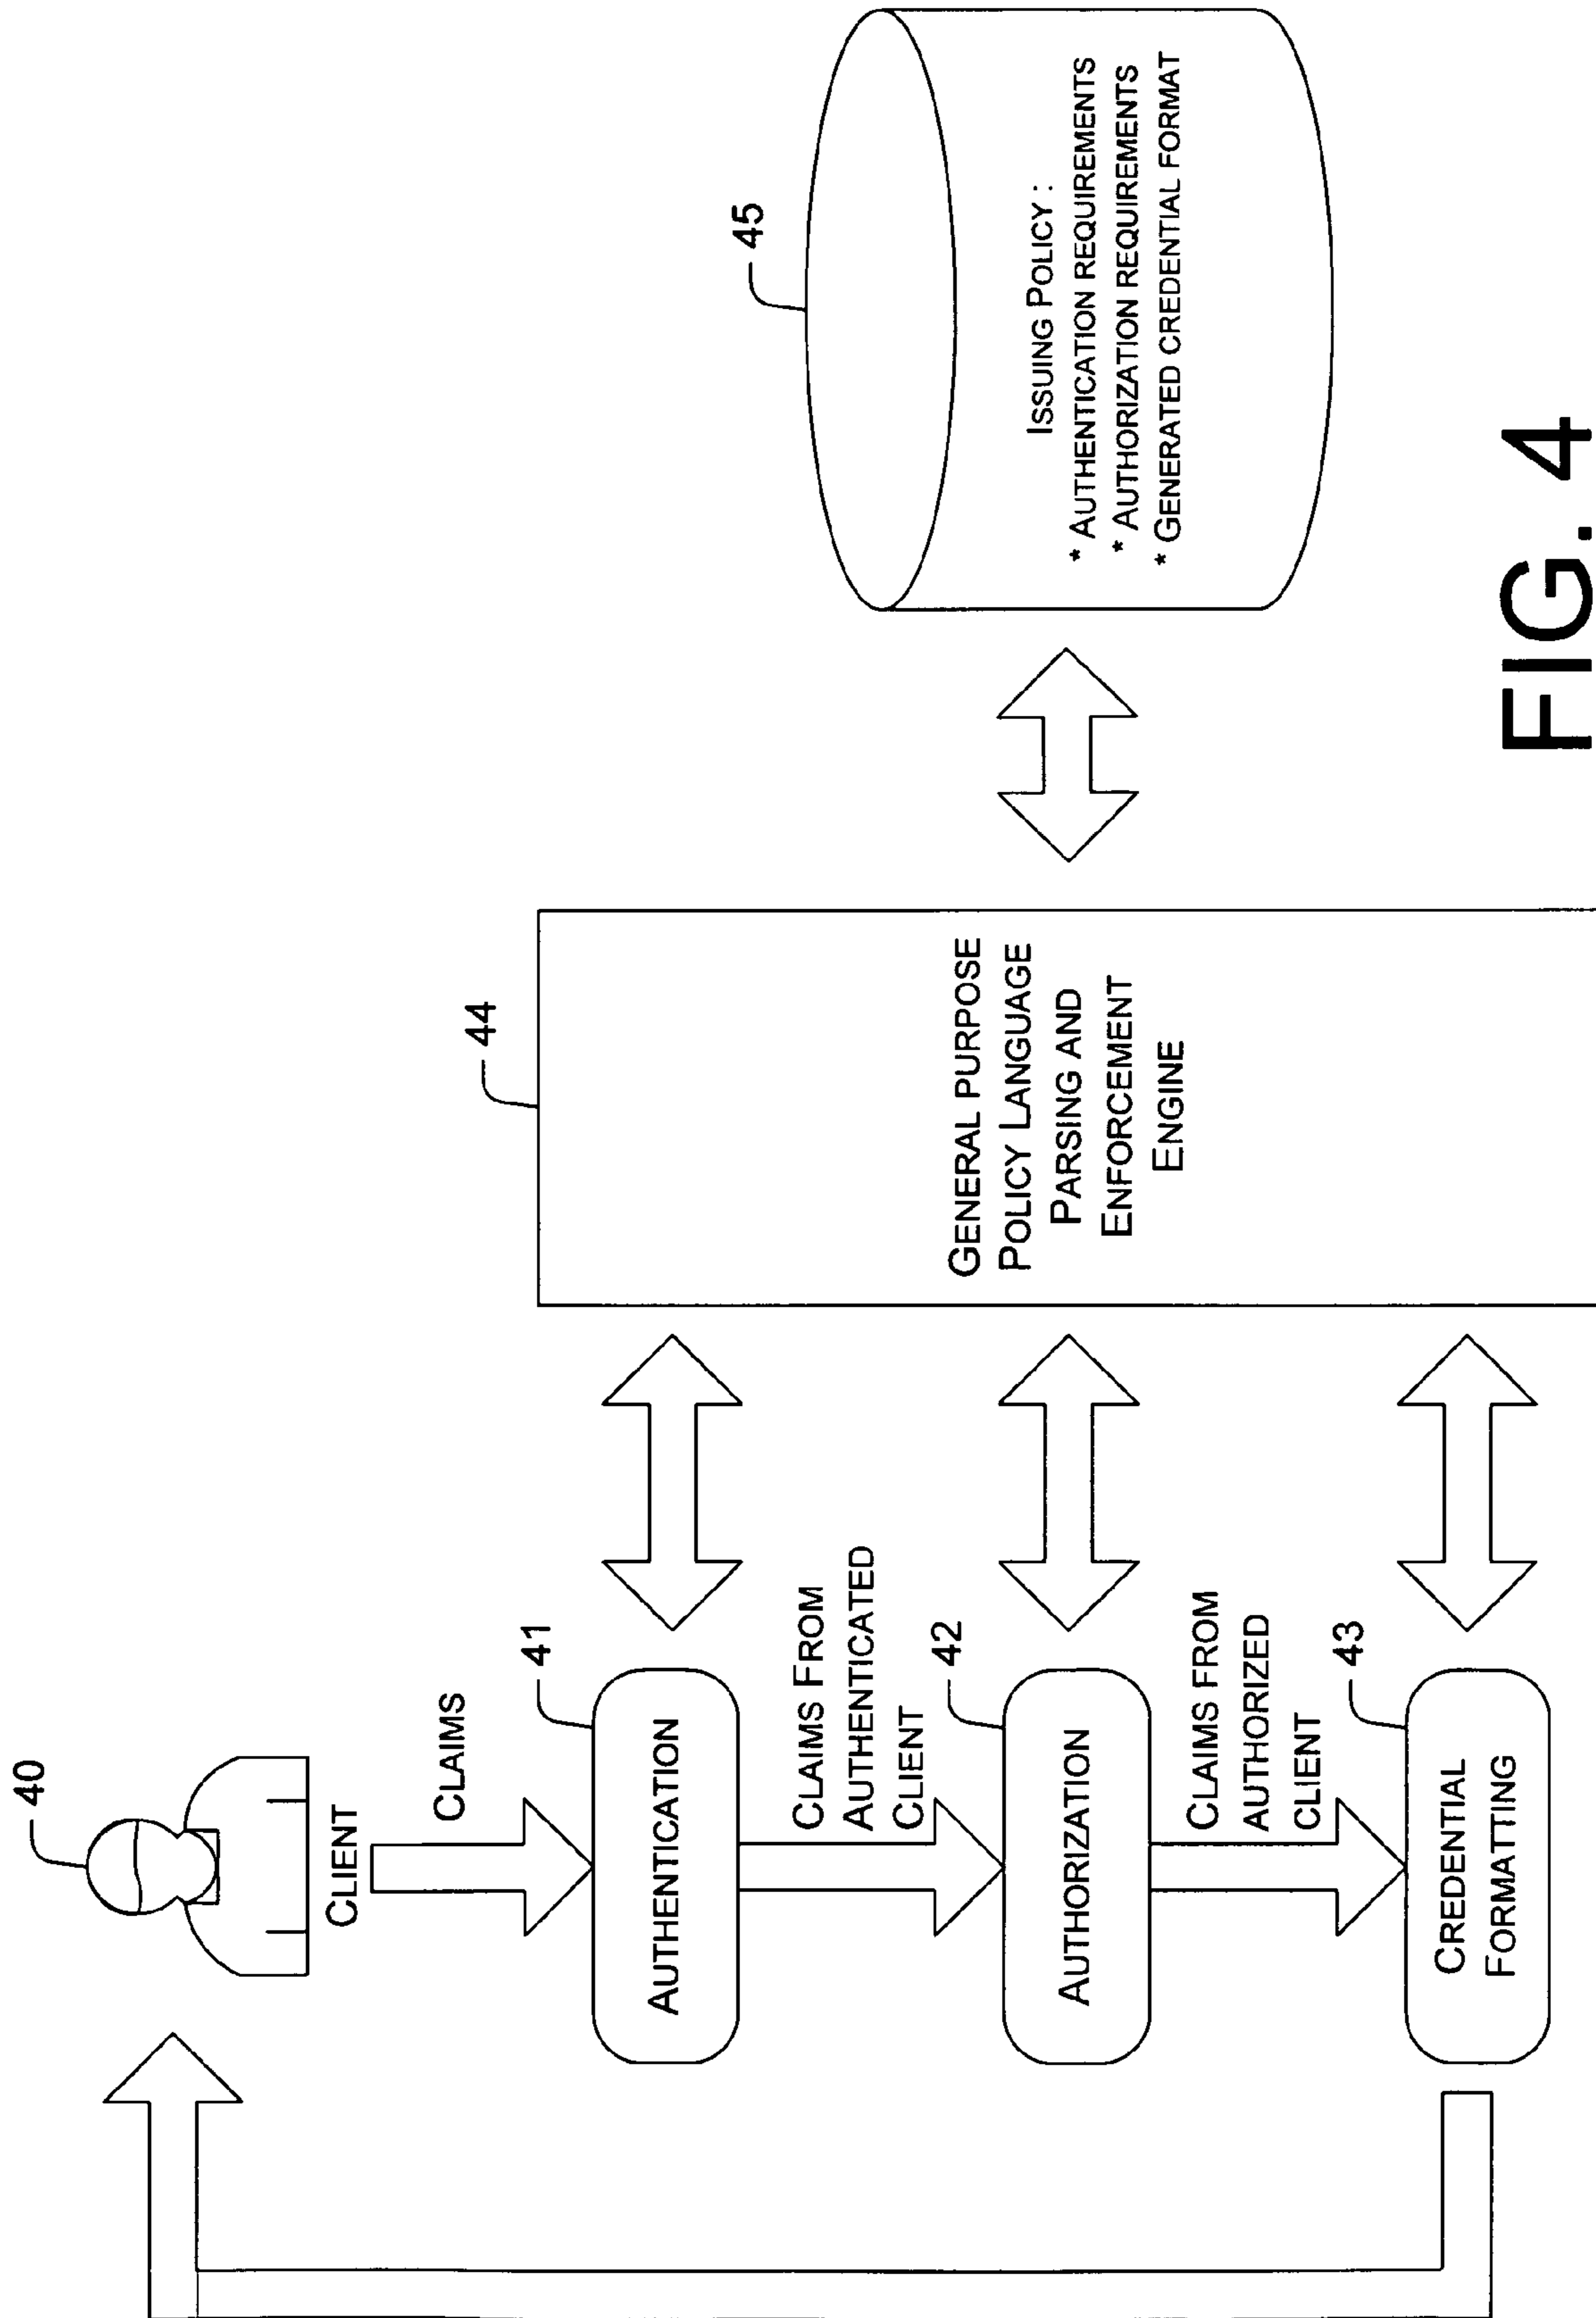 40
CLIENT
CLAIMS
41
AUTHENTICATION
CLAIMS FROM
AUTHENTICATED
CLIENT
42
AUTHORIZATION
CLAIMS FROM
AUTHORIZED
CLIENT
43
CREDENTIAL
FORMATTING
44
GENERAL PURPOSE
POLICY LANGUAGE
PARSING AND
ENFORCEMENT
ENGINE
45
ISSUING POLICY :
* AUTHENTICATION REQUIREMENTS
* AUTHORIZATION REQUIREMENTS
* GENERATED CREDENTIAL FORMAT
FIG. 4